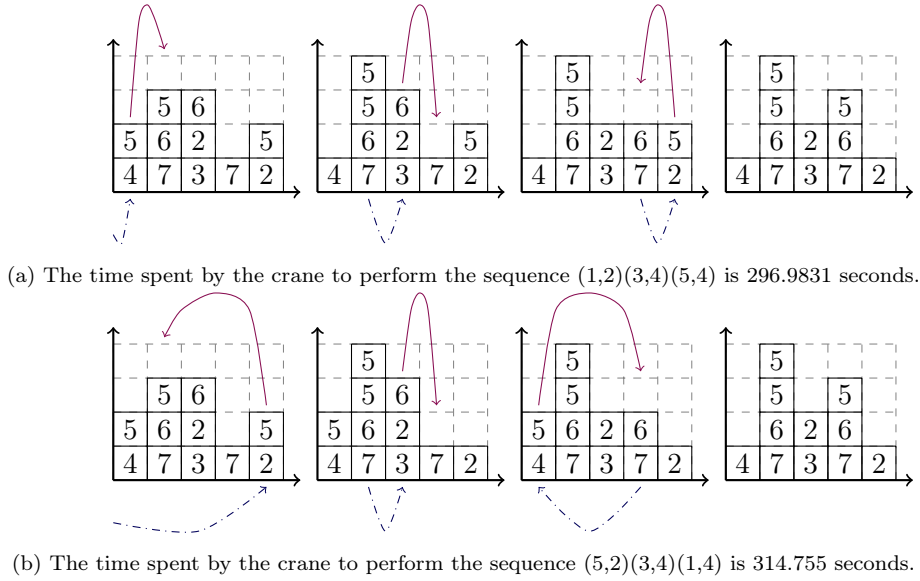 5 5 5
5 6 5 6 5 5 5
5 6 2 5 6 2 5 6 2 6 5 6 2 6
4 7 3 7 2 4 7 3 7 2 4 7 3 7 2 4 7 3 7 2
(a) The time spent by the crane to perform the sequence (1,2)(3,4)(5,4) is 296.9831 seconds.
5 5 5
5 6 5 6 5 5 5
5 6 2 5 5 6 2 5 6 2 6 6 2 6
4 7 3 7 2 4 7 3 7 2 4 7 3 7 2 4 7 3 7 2
(b) The time spent by the crane to perform the sequence (5,2)(3,4)(1,4) is 314.755 seconds.